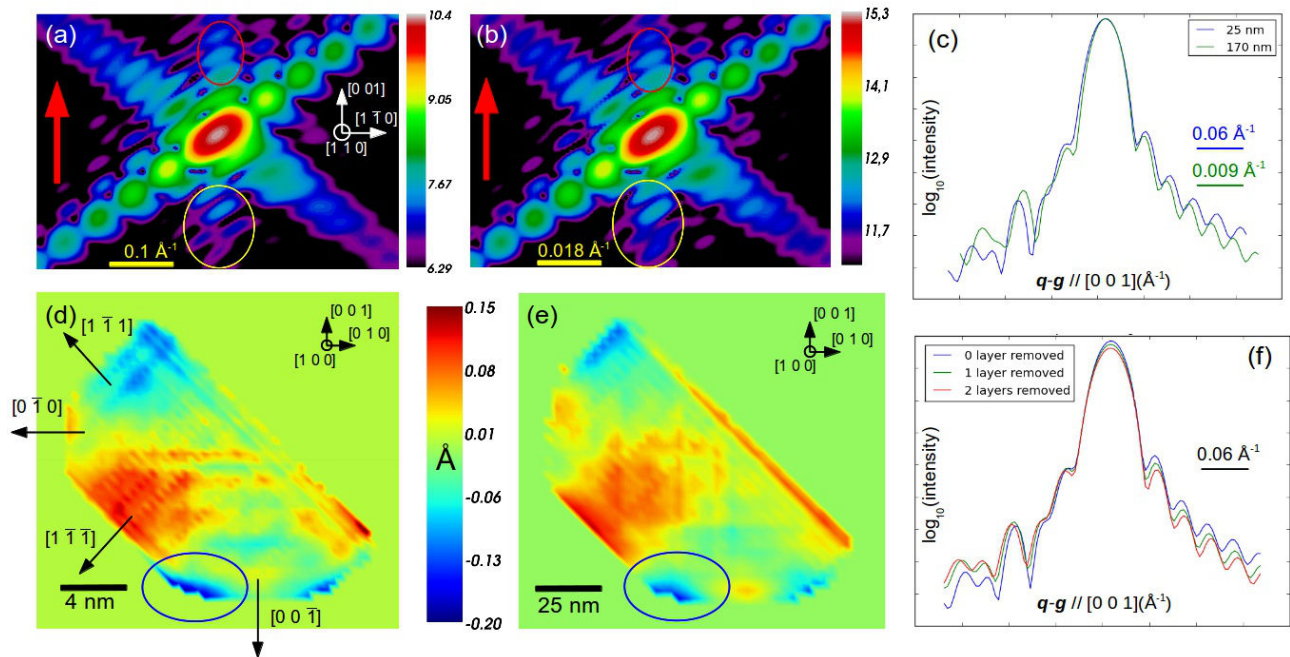 (a)
[0 01]
[1 1̅ 0]
[1 1 0]
0.1 Å⁻¹
10.4
9.05
7.67
6.29
(b)
0.018 Å⁻¹
15,3
14,1
12,9
11,7
(c)
25 nm
170 nm
0.06 Å⁻¹
0.009 Å⁻¹
log₁₀(intensity)
q-g // [0 0 1](Å⁻¹)
(d)
[1 1̅ 1]
[0 0 1]
[0 1 0]
[1 0 0]
[0 1̅ 0]
[1 1̅ 1̅]
4 nm
[0 0 1̅]
0.15
0.08
0.01
Å
-0.06
-0.13
-0.20
(e)
[0 0 1]
[0 1 0]
[1 0 0]
25 nm
(f)
0 layer removed
1 layer removed
2 layers removed
0.06 Å⁻¹
log₁₀(intensity)
q-g // [0 0 1](Å⁻¹)